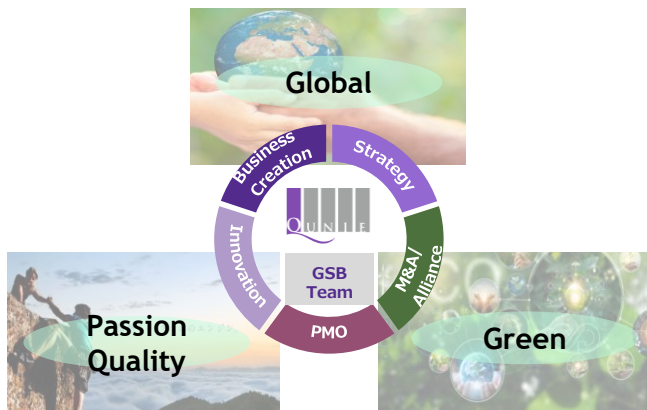 Global
Business
Creation
Strategy
QUNIE
Innovation
GSB
Team
M&A/
Alliance
PMO
Passion
Quality
Green